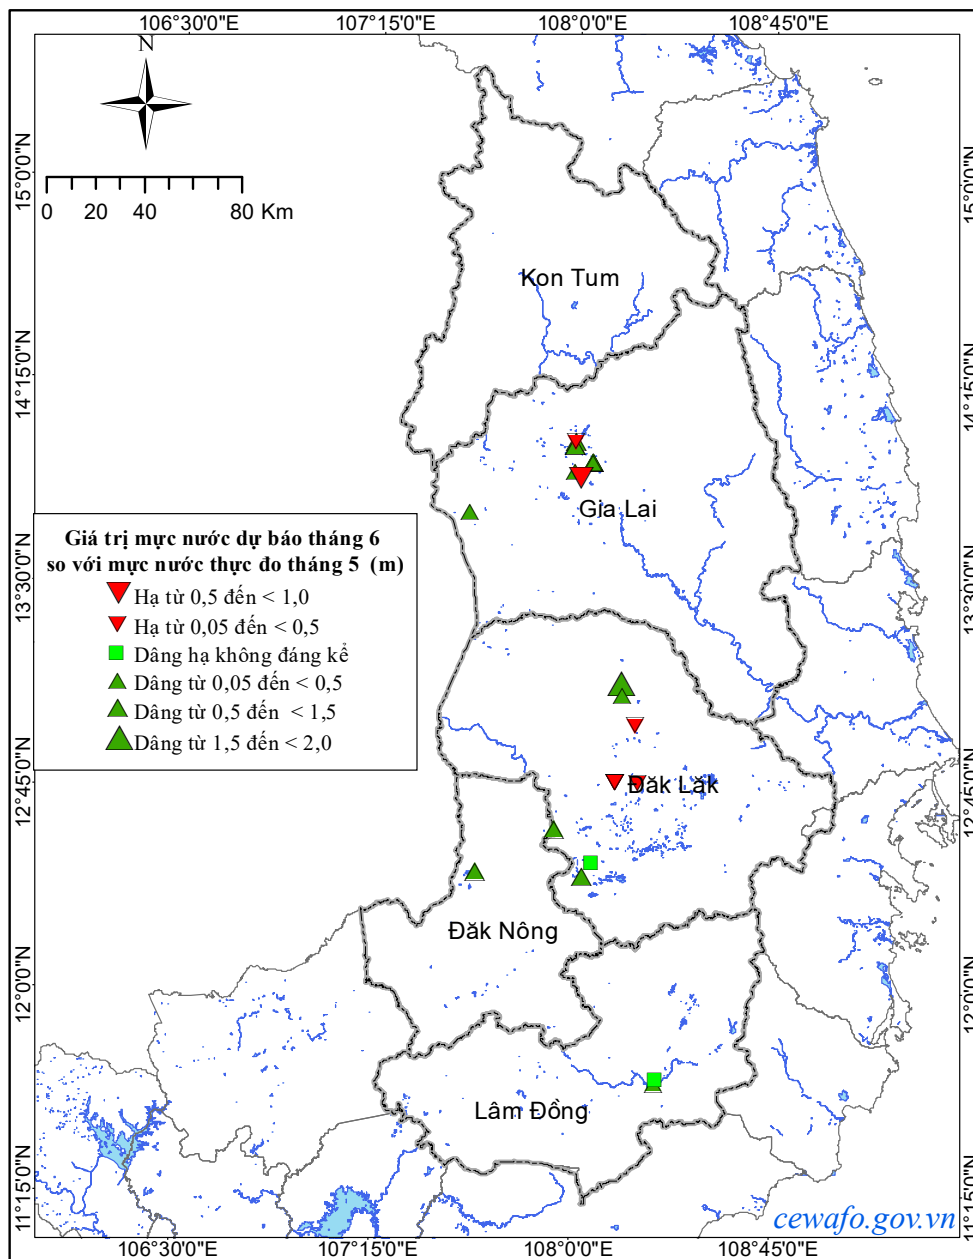 106°30'0"E 107°15'0"E 108°0'0"E 108°45'0"E
N
0 20 40 80 Km
15°0'0"N
15°0'0"N
Kon Tum
14°15'0"N
14°15'0"N
Gia Lai
Giá trị mực nước dự báo tháng 6
so với mực nước thực đo tháng 5 (m)
Hạ từ 0,5 đến < 1,0
Hạ từ 0,05 đến < 0,5
Dâng hạ không đáng kể
Dâng từ 0,05 đến < 0,5
Dâng từ 0,5 đến < 1,5
Dâng từ 1,5 đến < 2,0
13°30'0"N
13°30'0"N
Đăk Lăk
12°45'0"N
12°45'0"N
Đăk Nông
12°0'0"N
12°0'0"N
Lâm Đồng
11°15'0"N
11°15'0"N
cewafo.gov.vn
106°30'0"E 107°15'0"E 108°0'0"E 108°45'0"E